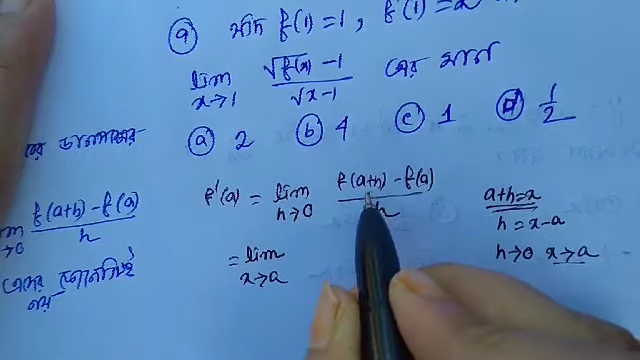 (a) যদি f(1)=1, f'(1)=2
lim x→1 (√f(x) - 1)/(√x - 1) এর মান
(a) 2 (b) 4 (c) 1 (d) 1/2
f'(a) = lim h→0 (f(a+h) - f(a))/h
a+h=x
h=x-a
h→0 x→a
= lim x→a
→0 (f(a+h) - f(a))/h
নয়